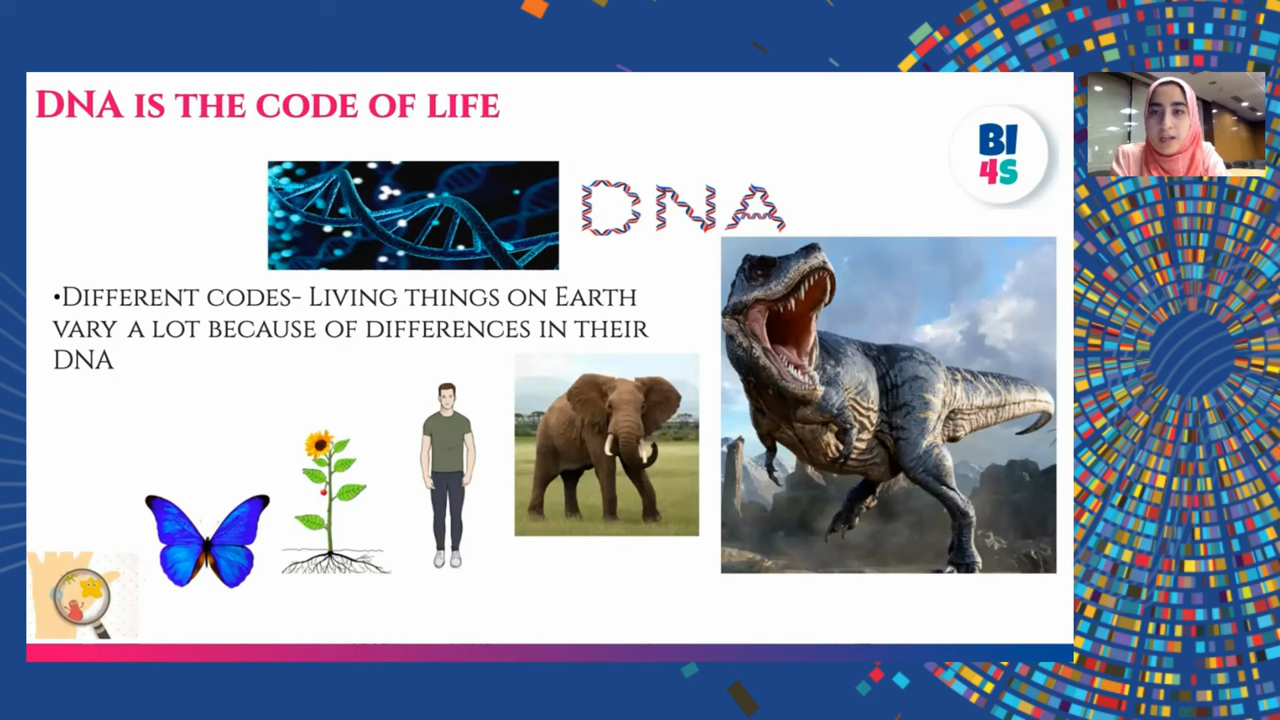 DNA IS THE CODE OF LIFE
BI
4S
DNA
•DIFFERENT CODES- LIVING THINGS ON EARTH
VARY A LOT BECAUSE OF DIFFERENCES IN THEIR
DNA